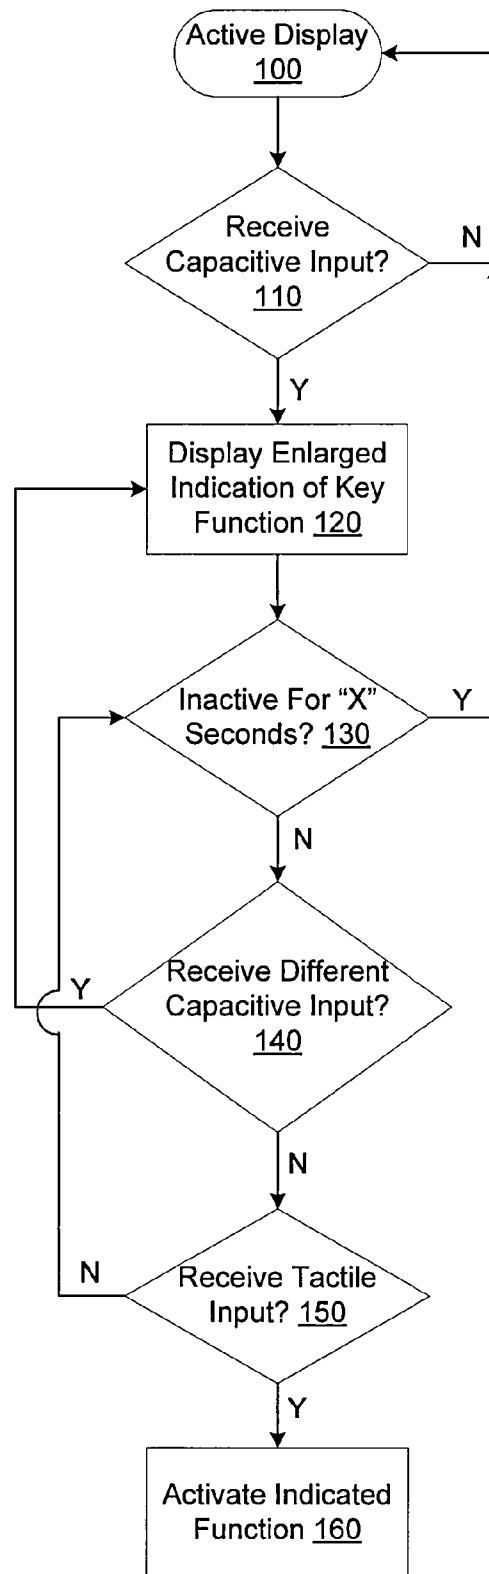 Active Display
100
Receive
Capacitive Input?
110
N
Y
Display Enlarged
Indication of Key
Function 120
Inactive For “X”
Seconds? 130
Y
N
Receive Different
Capacitive Input?
140
Y
N
Receive Tactile
Input? 150
N
Y
Activate Indicated
Function 160